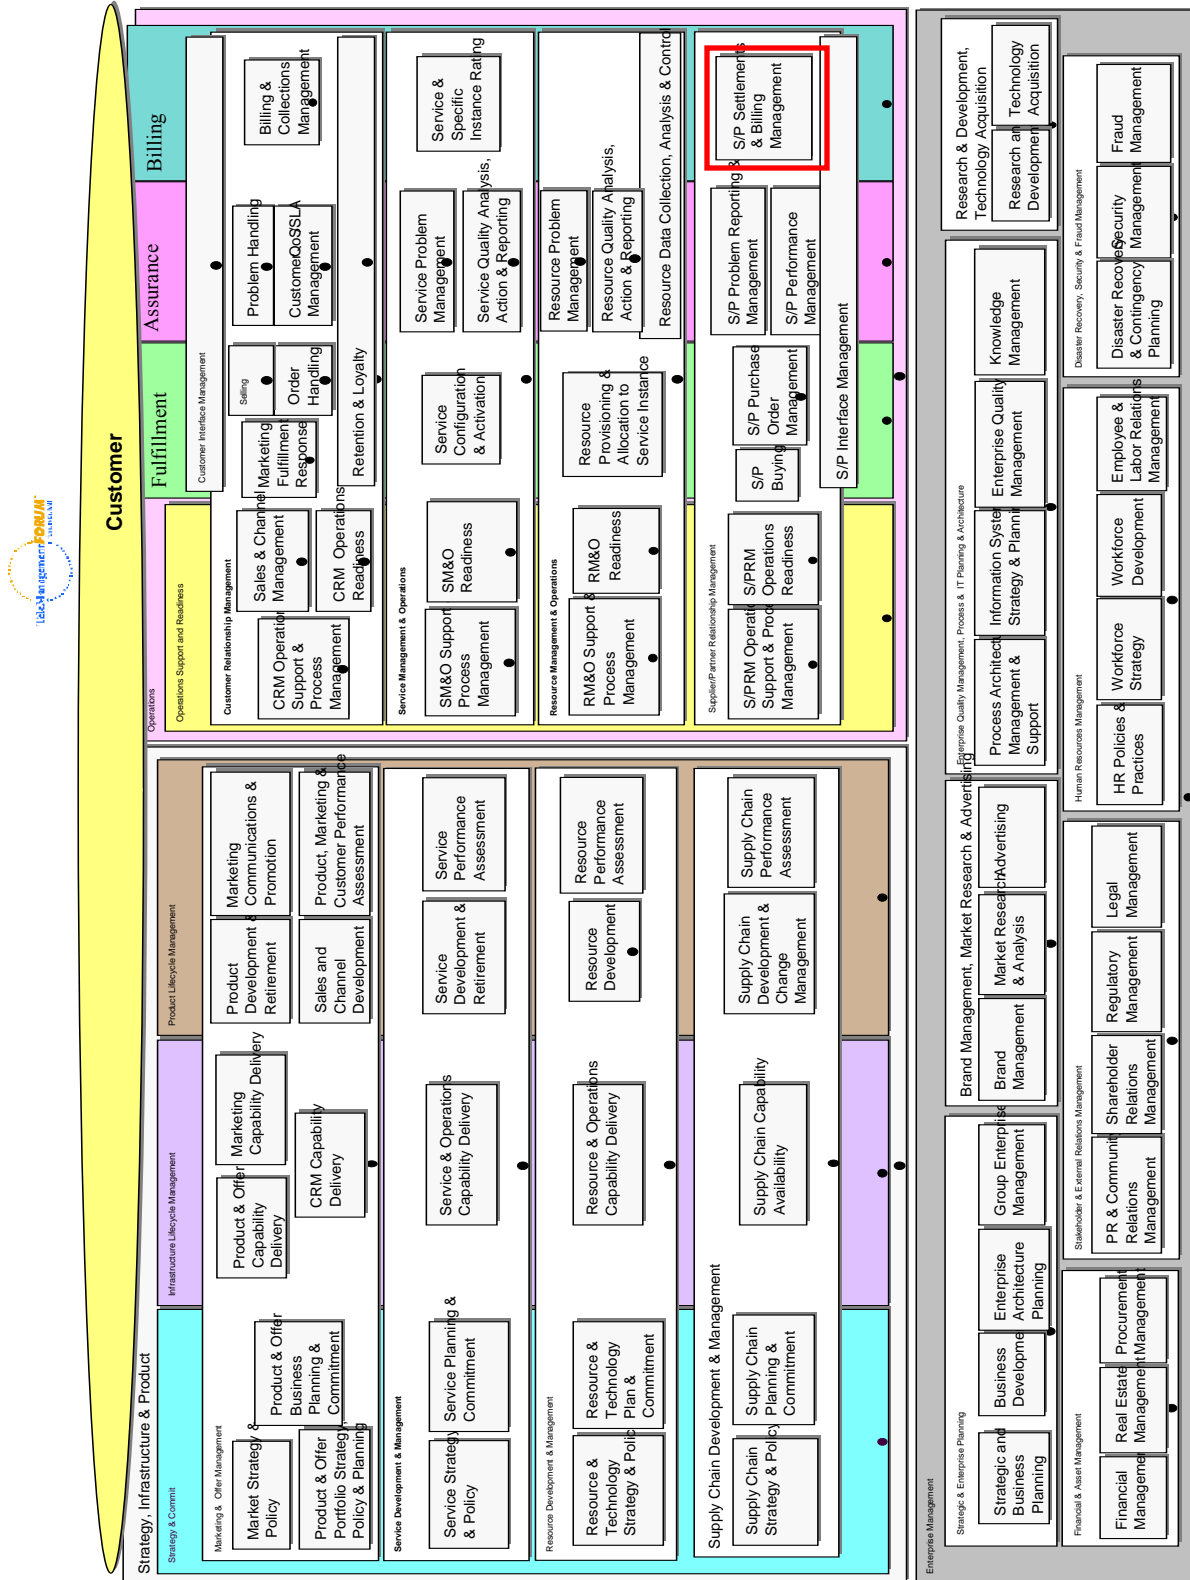 TeleManagement FORUM
Customer
Strategy, Infrastructure & Product
Strategy & Commit
Infrastructure Lifecycle Management
Product Lifecycle Management
Marketing & Offer Management
Market Strategy &
Policy
Product & Offer
Portfolio Strategy,
Policy & Planning
Product & Offer
Business
Planning &
Commitment
Product & Offer
Capability
Delivery
Marketing
Capability Delivery
CRM Capability
Delivery
Product
Development &
Retirement
Marketing
Communications &
Promotion
Sales and
Channel
Development
Product, Marketing &
Customer Performance
Assessment
Service Development & Management
Service Strategy
& Policy
Service Planning &
Commitment
Service & Operations
Capability Delivery
Service
Development &
Retirement
Service
Performance
Assessment
Resource Development & Management
Resource &
Technology
Strategy & Polic
Resource &
Technology
Plan &
Commitment
Resource & Operations
Capability Delivery
Resource
Development
Resource
Performance
Assessment
Supply Chain Development & Management
Supply Chain
Strategy & Policy
Supply Chain
Planning &
Commitment
Supply Chain Capability
Availability
Supply Chain
Development &
Change
Management
Supply Chain
Performance
Assessment
Operations
Operations Support and Readiness
Fulfillment
Assurance
Billing
Customer Relationship Management
Customer Interface Management
CRM Operation
Support &
Process
Management
Sales & Channel
Management
CRM Operations
Readiness
Marketing
Fulfillment
Response
Selling
Order
Handling
Problem Handling
CustomerQoS/SLA
Management
Billing &
Collections
Management
Retention & Loyalty
Service Management & Operations
SM&O Support
Process
Management
SM&O
Readiness
Service
Configuration
& Activation
Service Problem
Management
Service Quality Analysis,
Action & Reporting
Service &
Specific
Instance Rating
Resource Management & Operations
RM&O Support &
Process
Management
RM&O
Readiness
Resource
Provisioning &
Allocation to
Service Instance
Resource Problem
Management
Resource Quality Analysis,
Action & Reporting
Resource Data Collection, Analysis & Control
Supplier/Partner Relationship Management
S/PRM Operation
Support & Proce
Management
S/PRM
Operations
Readiness
S/P
Buying
S/P Purchase
Order
Management
S/P Problem Reporting &
Management
S/P Performance
Management
S/P Settlements
& Billing
Management
S/P Interface Management
Enterprise Management
Strategic & Enterprise Planning
Strategic and
Business
Planning
Business
Developme
Enterprise
Architecture
Planning
Group Enterprise
Management
Brand Management, Market Research & Advertising
Brand
Management
Market Research
& Analysis
Advertising
Enterprise Quality Management, Process & IT Planning & Architecture
Process Architectu
Management &
Support
Information System
Strategy & Plannin
Enterprise Quality
Management
Knowledge
Management
Research & Development,
Technology Acquisition
Research an
Development
Technology
Acquisition
Financial & Asset Management
Financial
Managemen
Real Estate
Management
Procurement
Management
Stakeholder & External Relations Management
PR & Community
Relations
Management
Shareholder
Relations
Management
Regulatory
Management
Legal
Management
Human Resources Management
HR Policies &
Practices
Workforce
Strategy
Workforce
Development
Employee &
Labor Relations
Management
Disaster Recovery, Security & Fraud Management
Disaster Recovery
& Contingency
Planning
Security
Management
Fraud
Management